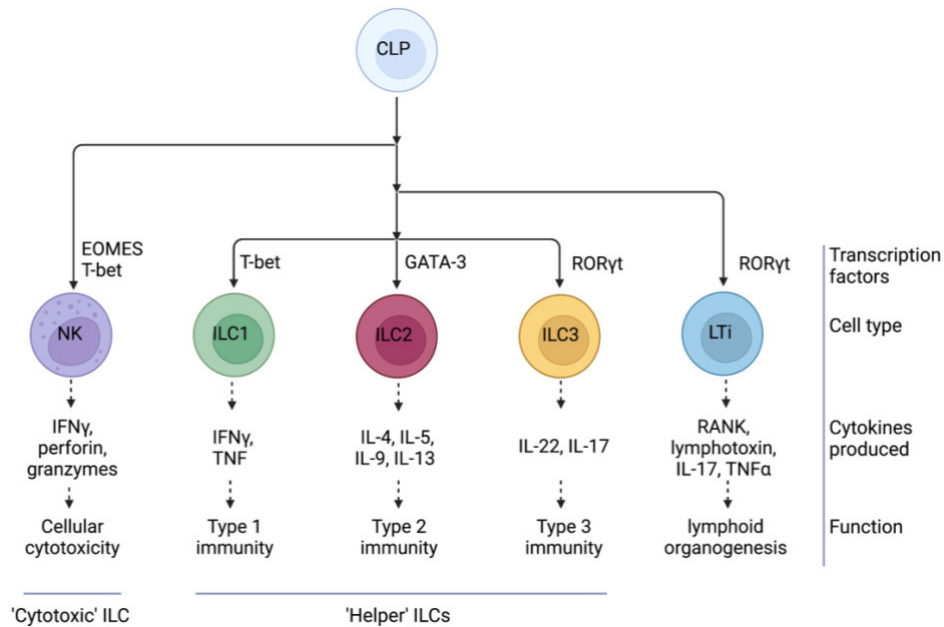 CLP
EOMES
T-bet
T-bet
GATA-3
RORγt
RORγt
Transcription
factors
NK
ILC1
ILC2
ILC3
LTi
Cell type
IFNγ,
perforin,
granzymes
IFNγ,
TNF
IL-4, IL-5,
IL-9, IL-13
IL-22, IL-17
RANK,
lymphotoxin,
IL-17, TNFα
Cytokines
produced
Cellular
cytotoxicity
Type 1
immunity
Type 2
immunity
Type 3
immunity
lymphoid
organogenesis
Function
'Cytotoxic' ILC
'Helper' ILCs